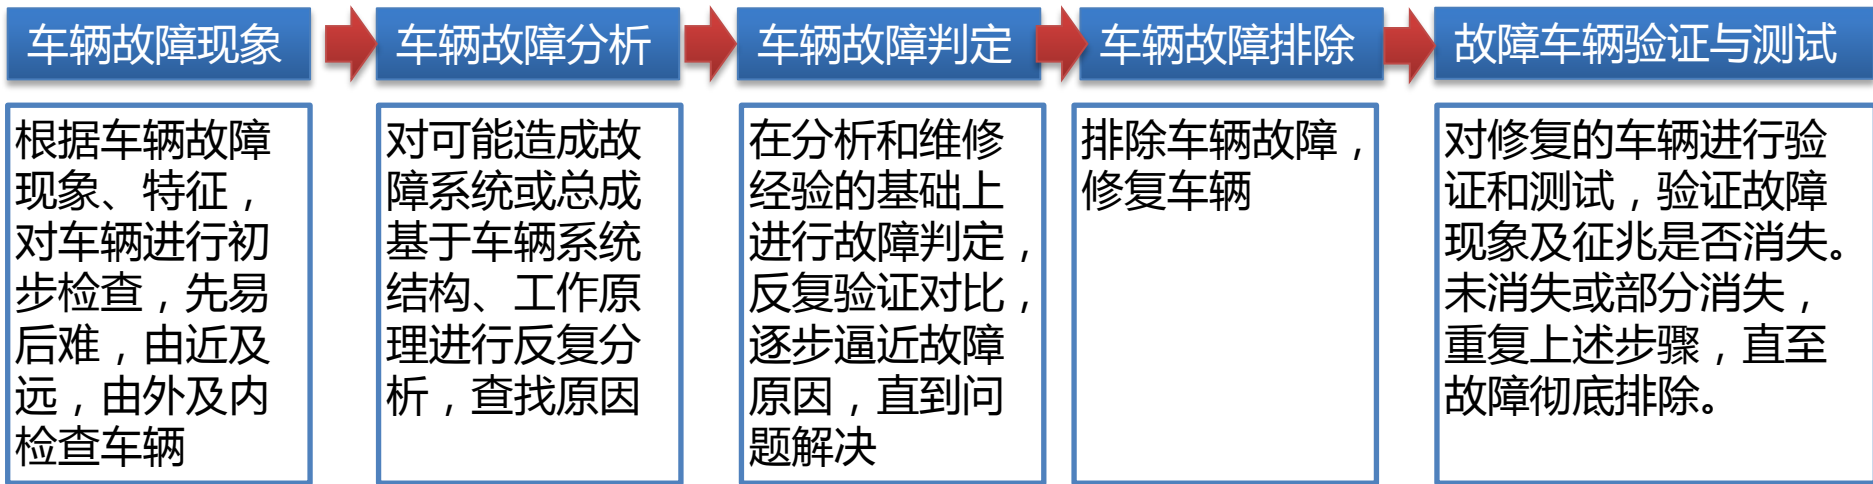 车辆故障现象
车辆故障分析
车辆故障判定
车辆故障排除
故障车辆验证与测试
根据车辆故障
现象、特征，
对车辆进行初
步检查，先易
后难，由近及
远，由外及内
检查车辆
对可能造成故
障系统或总成
基于车辆系统
结构、工作原
理进行反复分
析，查找原因
在分析和维修
经验的基础上
进行故障判定，
反复验证对比，
逐步逼近故障
原因，直到问
题解决
排除车辆故障，
修复车辆
对修复的车辆进行验
证和测试，验证故障
现象及征兆是否消失。
未消失或部分消失，
重复上述步骤，直至
故障彻底排除。